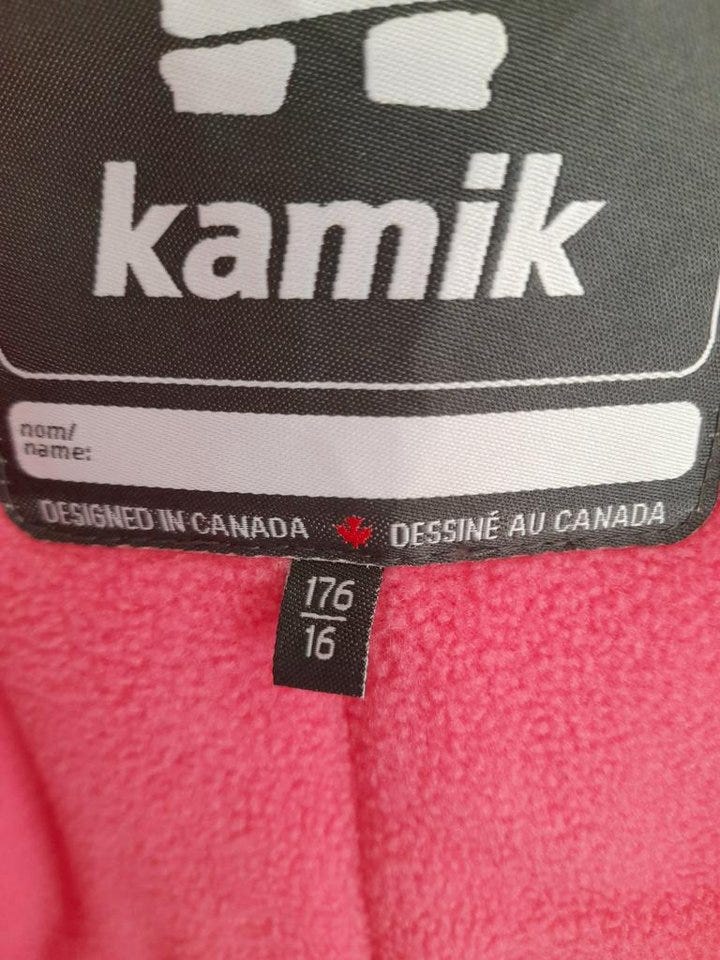 kamik
nom/
name:
DESIGNED IN CANADA DESSINÉ AU CANADA
176
16